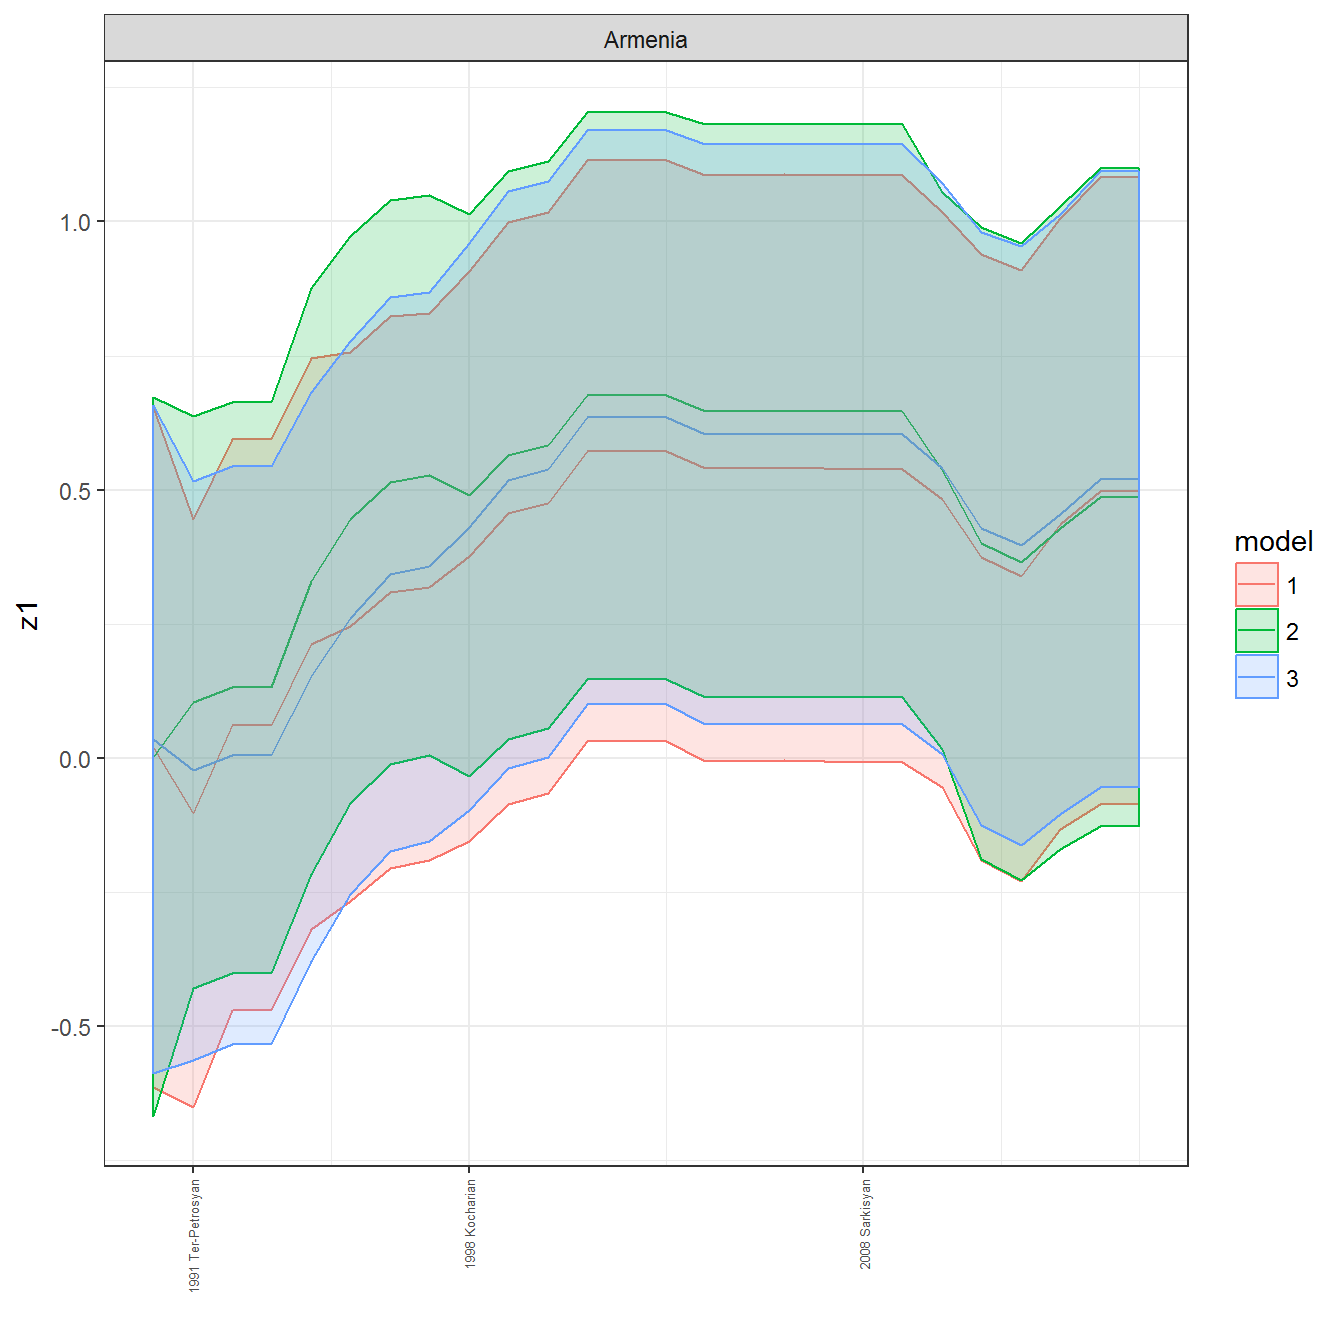 Armenia
z1
1.0
0.5
0.0
-0.5
1991 Ter-Petrosyan
1998 Kocharian
2008 Sarkisyan
model
1
2
3